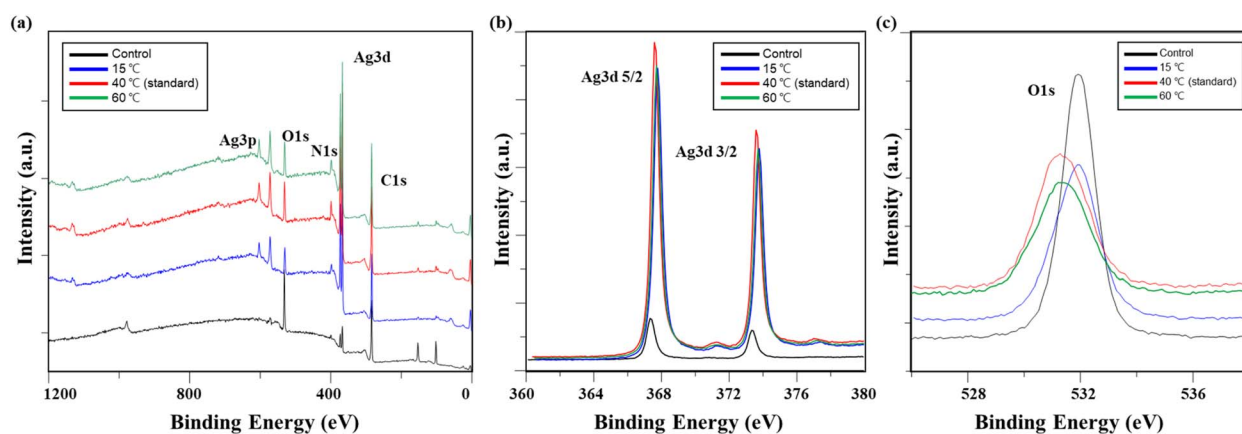 (a)
Control
15 ℃
40 ℃ (standard)
60 ℃
Ag3d
Ag3p
O1s
N1s
C1s
Intensity (a.u.)
1200
800
400
0
Binding Energy (eV)
(b)
Control
15 ℃
40 ℃ (standard)
60 ℃
Ag3d 5/2
Ag3d 3/2
Intensity (a.u.)
360
364
368
372
376
380
Binding Energy (eV)
(c)
Control
15 ℃
40 ℃ (standard)
60 ℃
O1s
Intensity (a.u.)
528
532
536
Binding Energy (eV)